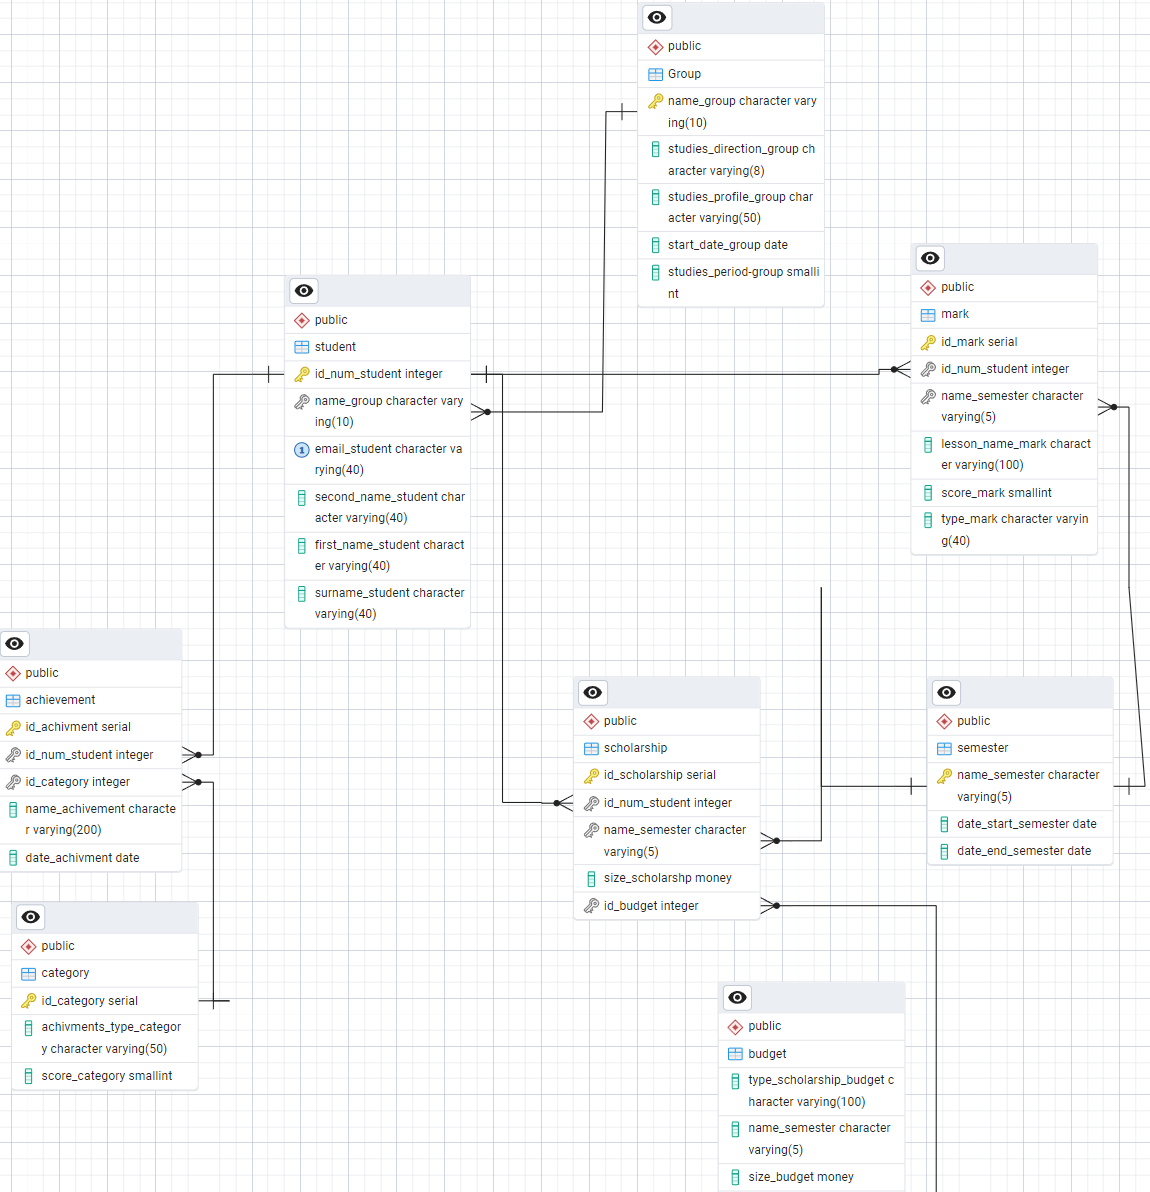 public
Group
name_group character vary
ing(10)
studies_direction_group ch
aracter varying(8)
studies_profile_group char
acter varying(50)
start_date_group date
studies_period-group smalli
nt
public
mark
id_mark serial
id_num_student integer
name_semester character
varying(5)
lesson_name_mark charact
er varying(100)
score_mark smallint
type_mark character varyin
g(40)
public
student
id_num_student integer
name_group character vary
ing(10)
1
email_student character va
rying(40)
second_name_student char
acter varying(40)
first_name_student charact
er varying(40)
surname_student character
varying(40)
public
achievement
id_achivment serial
id_num_student integer
id_category integer
name_achivement characte
r varying(200)
date_achivment date
public
scholarship
id_scholarship serial
id_num_student integer
name_semester character
varying(5)
size_scholarshp money
id_budget integer
public
semester
name_semester character
varying(5)
date_start_semester date
date_end_semester date
public
category
id_category serial
achivments_type_categor
y character varying(50)
score_category smallint
public
budget
type_scholarship_budget c
haracter varying(100)
name_semester character
varying(5)
size_budget money